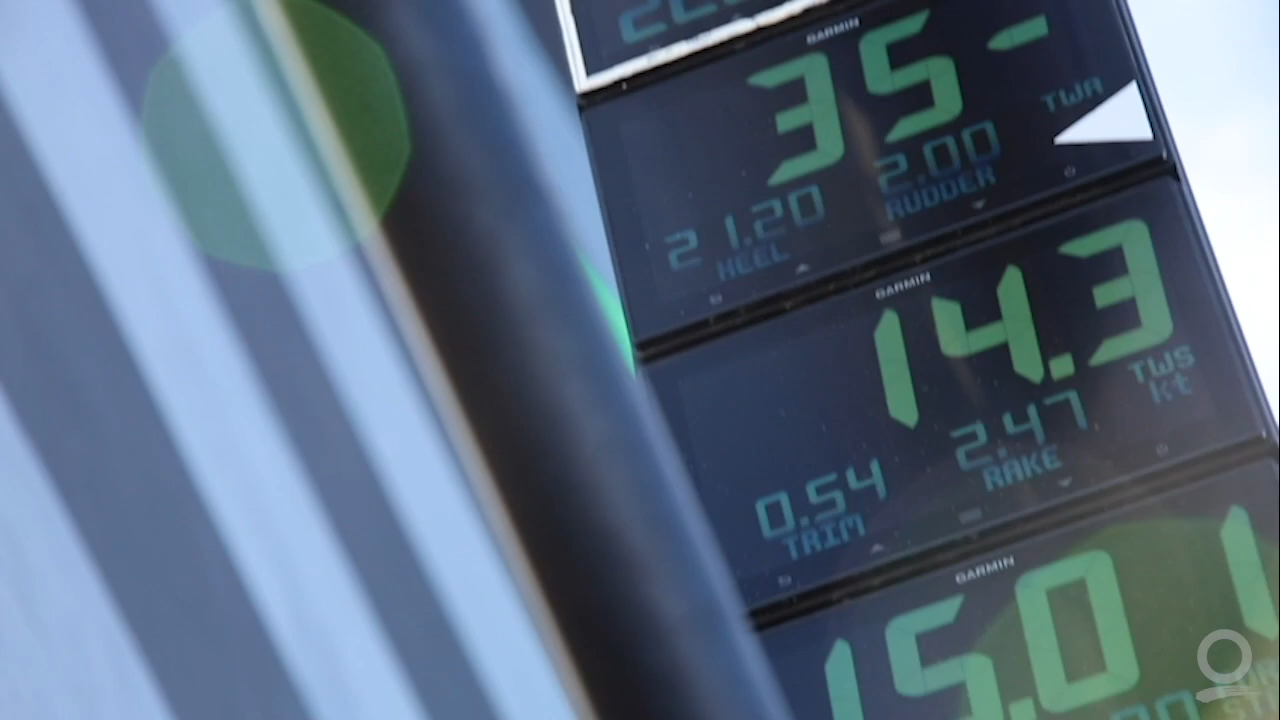 GARMIN
35-
TWA
21.20 2.00
HEEL RUDDER
GARMIN
14.3
TWS
kt
0.54 2.47
TRIM RAKE
GARMIN
15.01